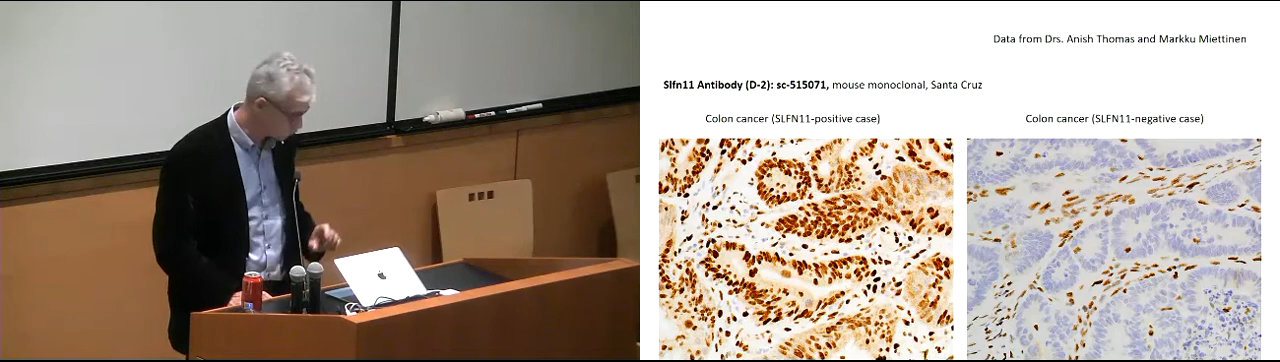 Data from Drs. Anish Thomas and Markku Miettinen
Slfn11 Antibody (D-2): sc-515071, mouse monoclonal, Santa Cruz
Colon cancer (SLFN11-positive case)
Colon cancer (SLFN11-negative case)